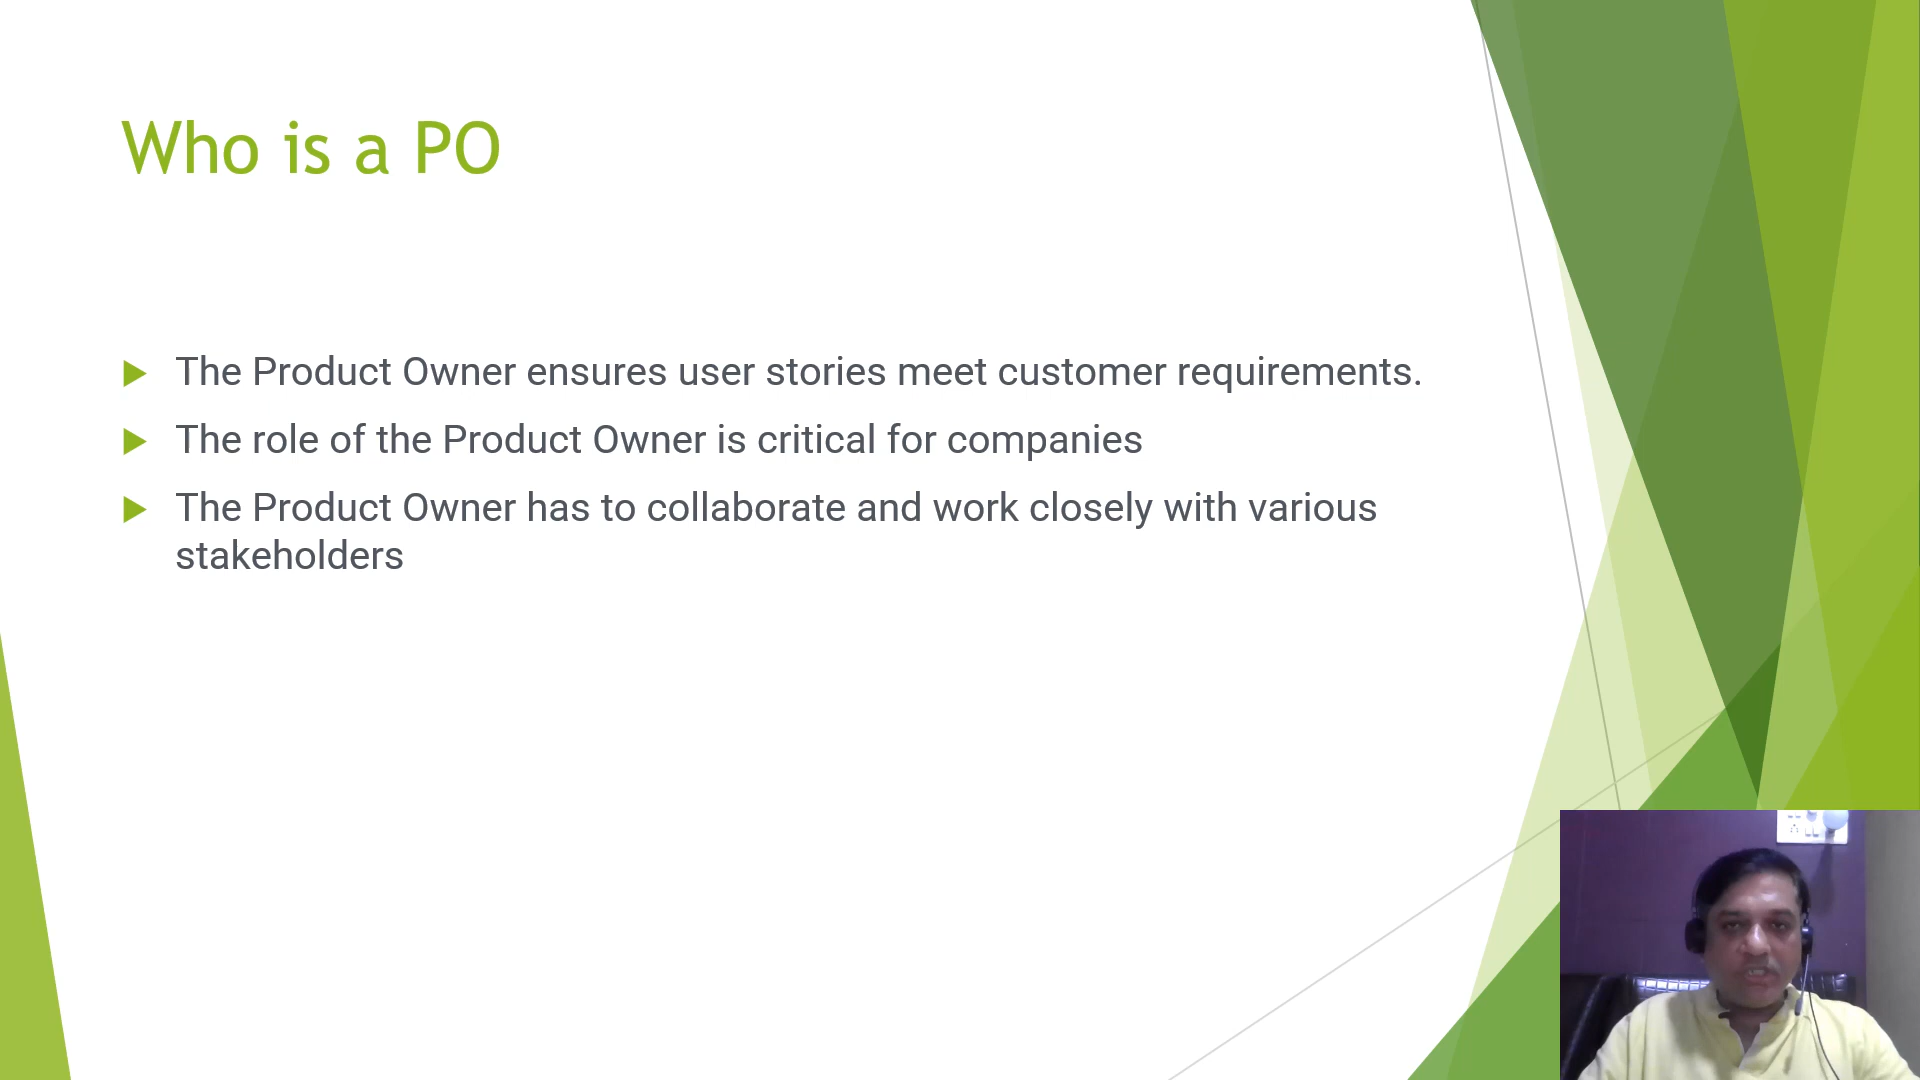 Who is a PO
The Product Owner ensures user stories meet customer requirements.
The role of the Product Owner is critical for companies
The Product Owner has to collaborate and work closely with various
stakeholders